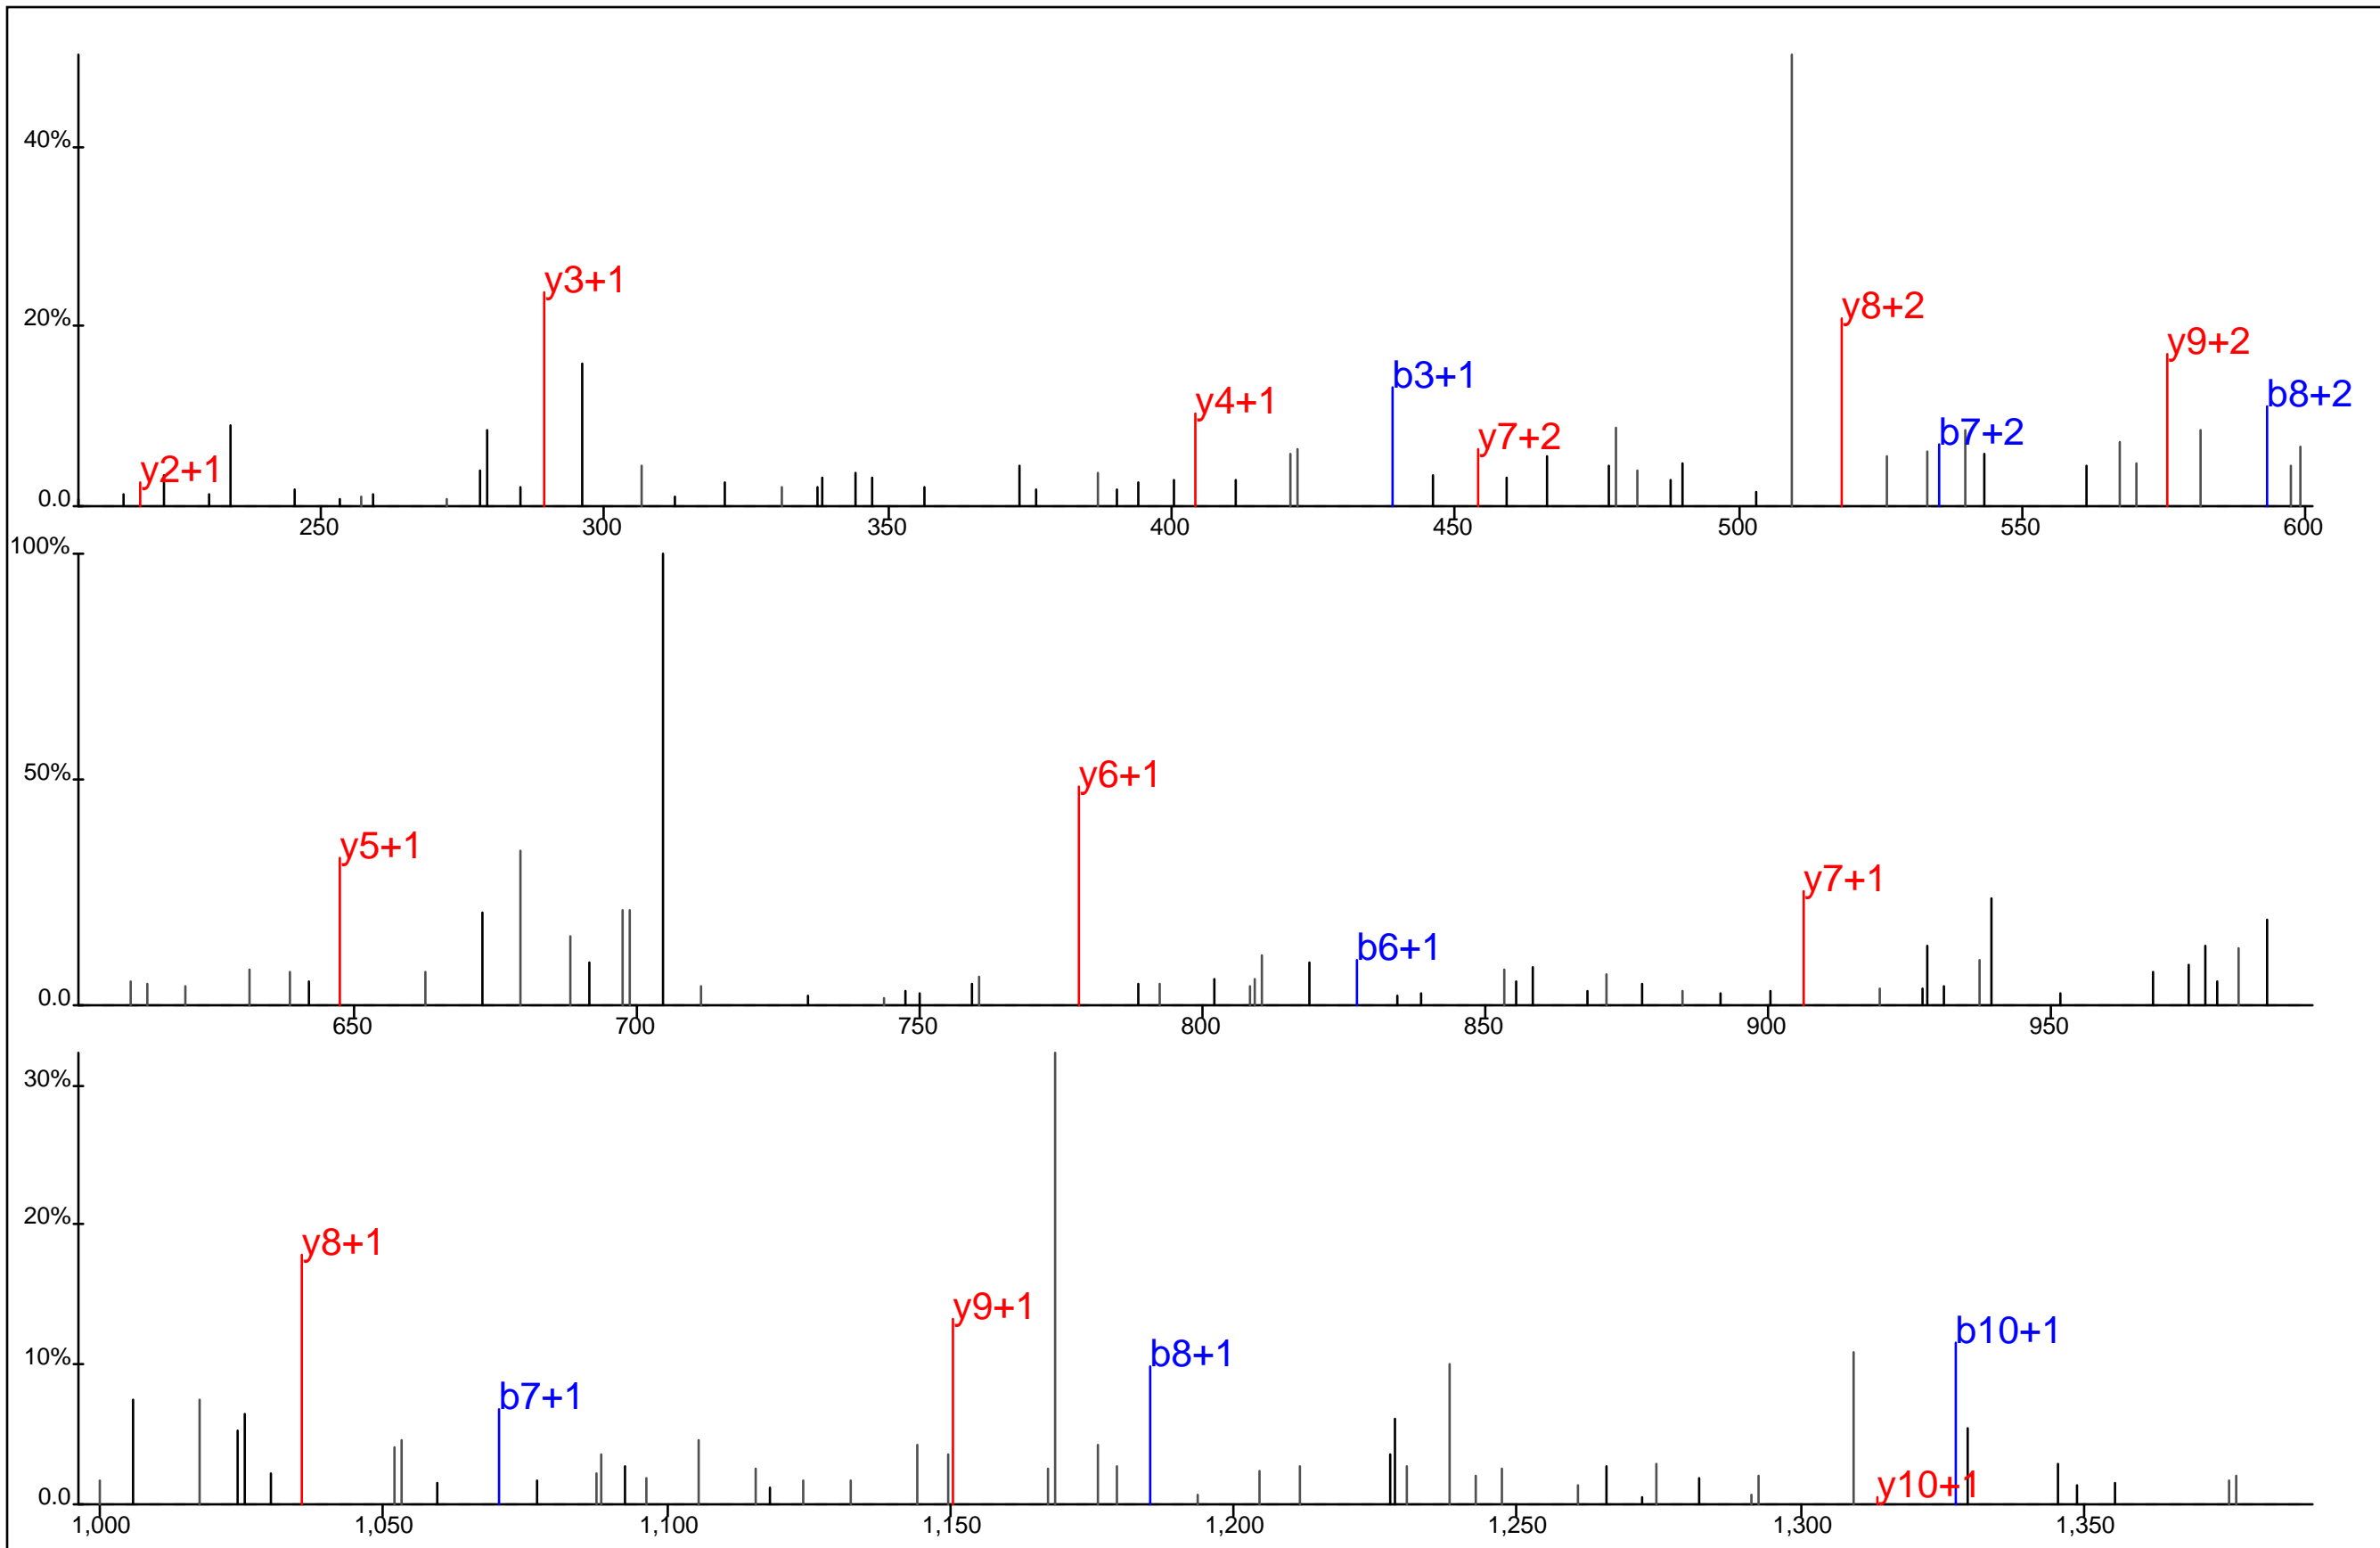 40%
20%
0.0
y2+1
y3+1
y4+1
b3+1
y7+2
y8+2
b7+2
y9+2
b8+2
250 300 350 400 450 500 550 600
100%
50%
0.0
y5+1
y6+1
b6+1
y7+1
650 700 750 800 850 900 950
30%
20%
10%
0.0
y8+1
b7+1
y9+1
b8+1
y10+1
b10+1
1,000 1,050 1,100 1,150 1,200 1,250 1,300 1,350